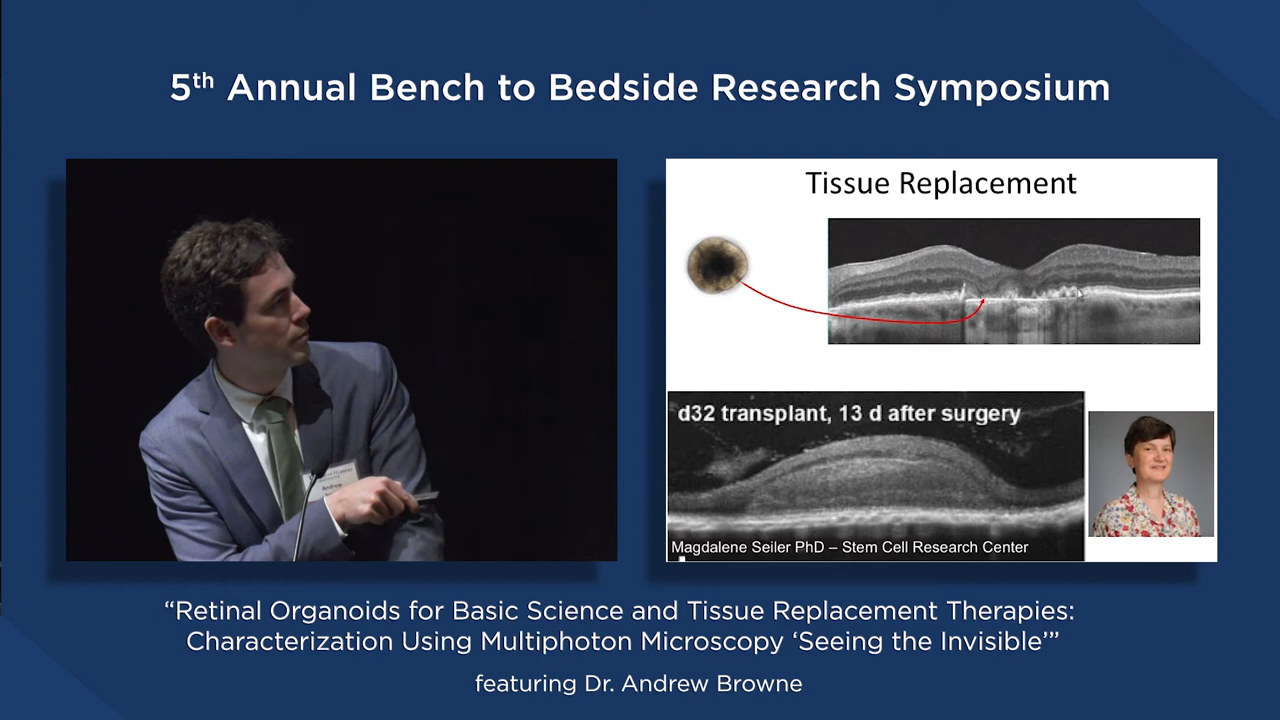 5th Annual Bench to Bedside Research Symposium
Tissue Replacement
d32 transplant, 13 d after surgery
Magdalene Seiler PhD – Stem Cell Research Center
Andrew
“Retinal Organoids for Basic Science and Tissue Replacement Therapies:
Characterization Using Multiphoton Microscopy ‘Seeing the Invisible’”
featuring Dr. Andrew Browne